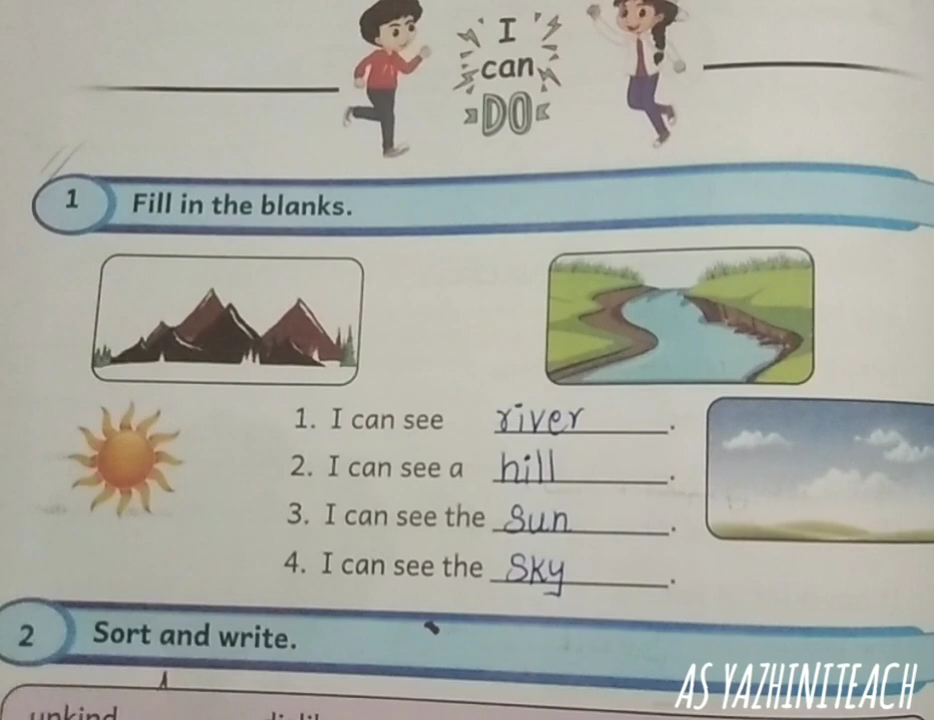 I
can
DO
1 Fill in the blanks.
1. I can see river.
2. I can see a hill.
3. I can see the Sun.
4. I can see the Sky.
2 Sort and write.
unkind
AS YAZHINITEACH